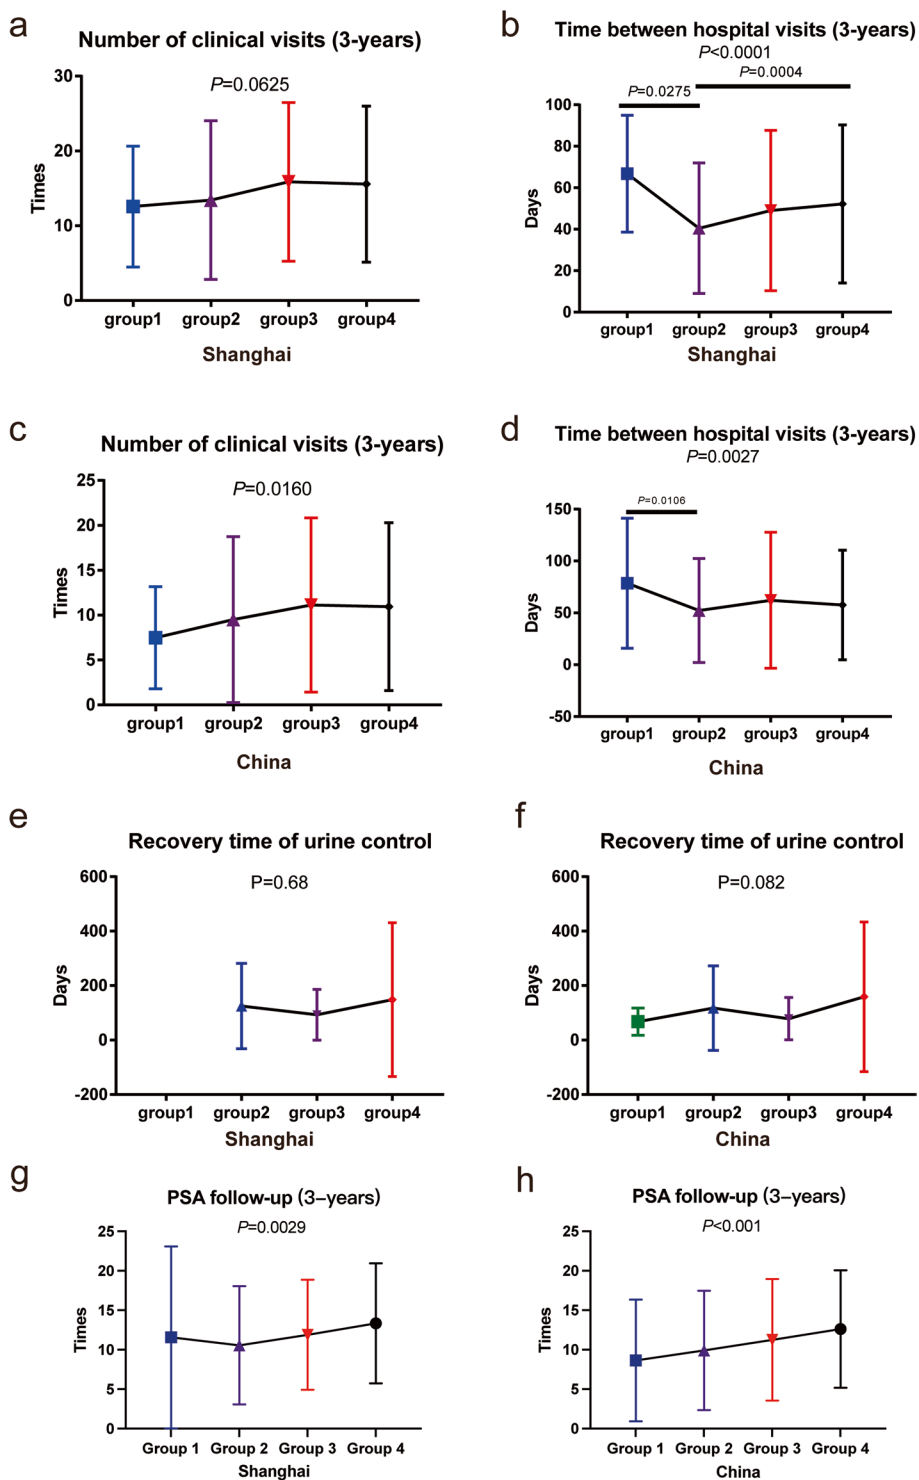 a
Number of clinical visits (3-years)
P=0.0625
30
20
10
0
Times
group1 group2 group3 group4
Shanghai
b
Time between hospital visits (3-years)
P<0.0001
P=0.0004
P=0.0275
100
80
60
40
20
0
Days
group1 group2 group3 group4
Shanghai
c
Number of clinical visits (3-years)
P=0.0160
25
20
15
10
5
0
Times
group1 group2 group3 group4
China
d
Time between hospital visits (3-years)
P=0.0027
P=0.0106
150
100
50
0
-50
Days
group1 group2 group3 group4
China
e
Recovery time of urine control
P=0.68
600
400
200
0
-200
Days
group1 group2 group3 group4
Shanghai
f
Recovery time of urine control
P=0.082
600
400
200
0
-200
Days
group1 group2 group3 group4
China
g
PSA follow-up (3–years)
P=0.0029
25
20
15
10
5
0
Times
Group 1 Group 2 Group 3 Group 4
Shanghai
h
PSA follow-up (3–years)
P<0.001
25
20
15
10
5
0
Times
Group 1 Group 2 Group 3 Group 4
China